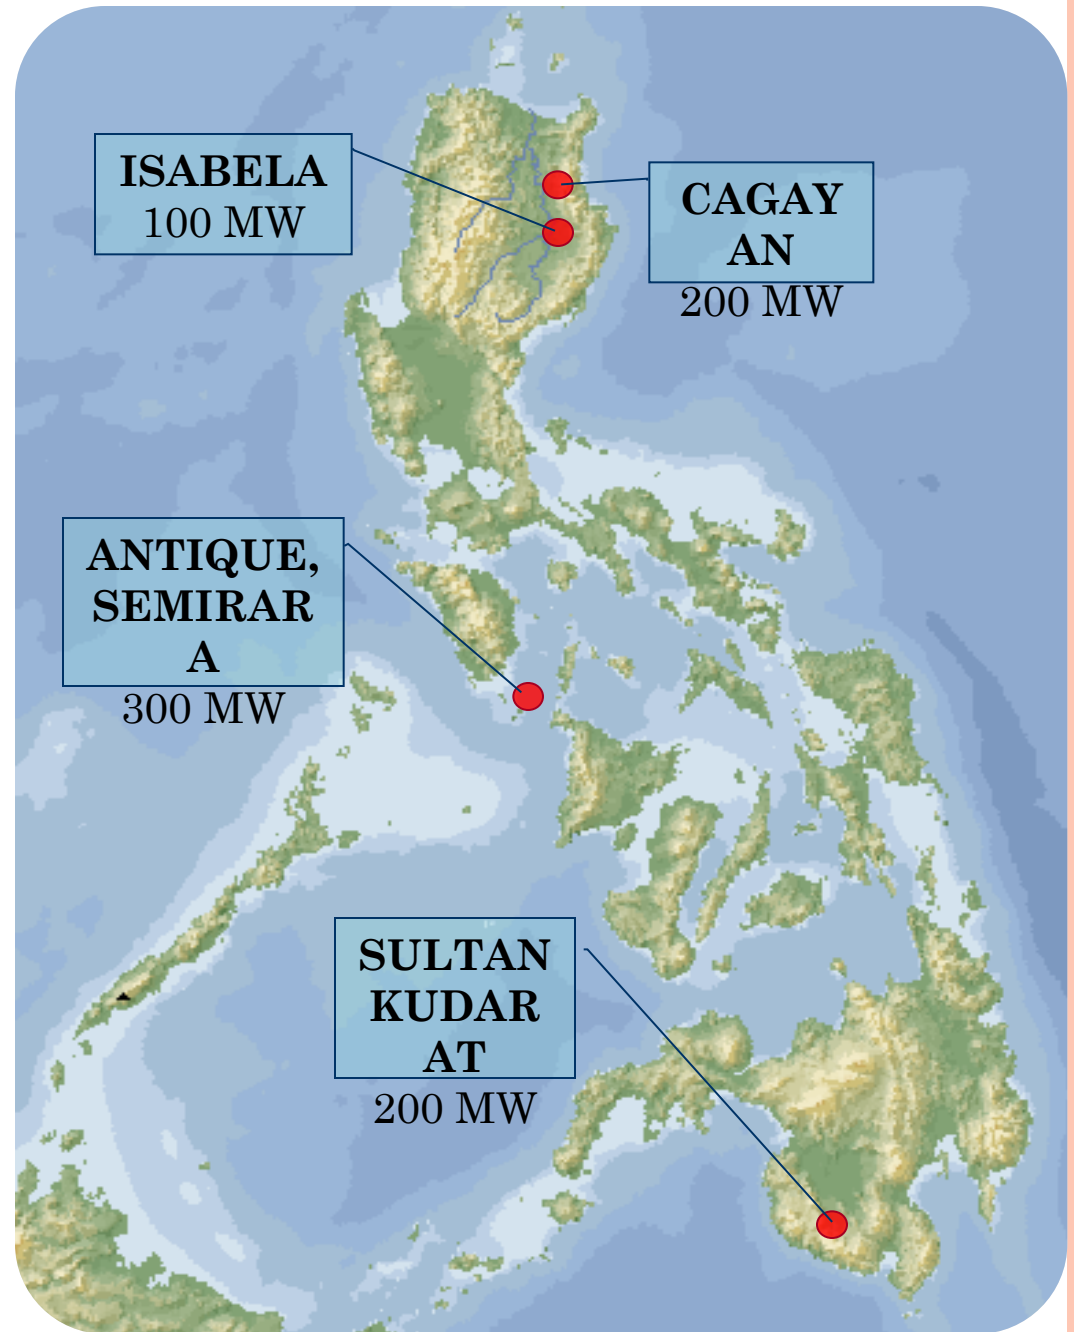 ISABELA
100 MW
CAGAY
AN
200 MW
ANTIQUE,
SEMIRAR
A
300 MW
SULTAN
KUDAR
AT
200 MW